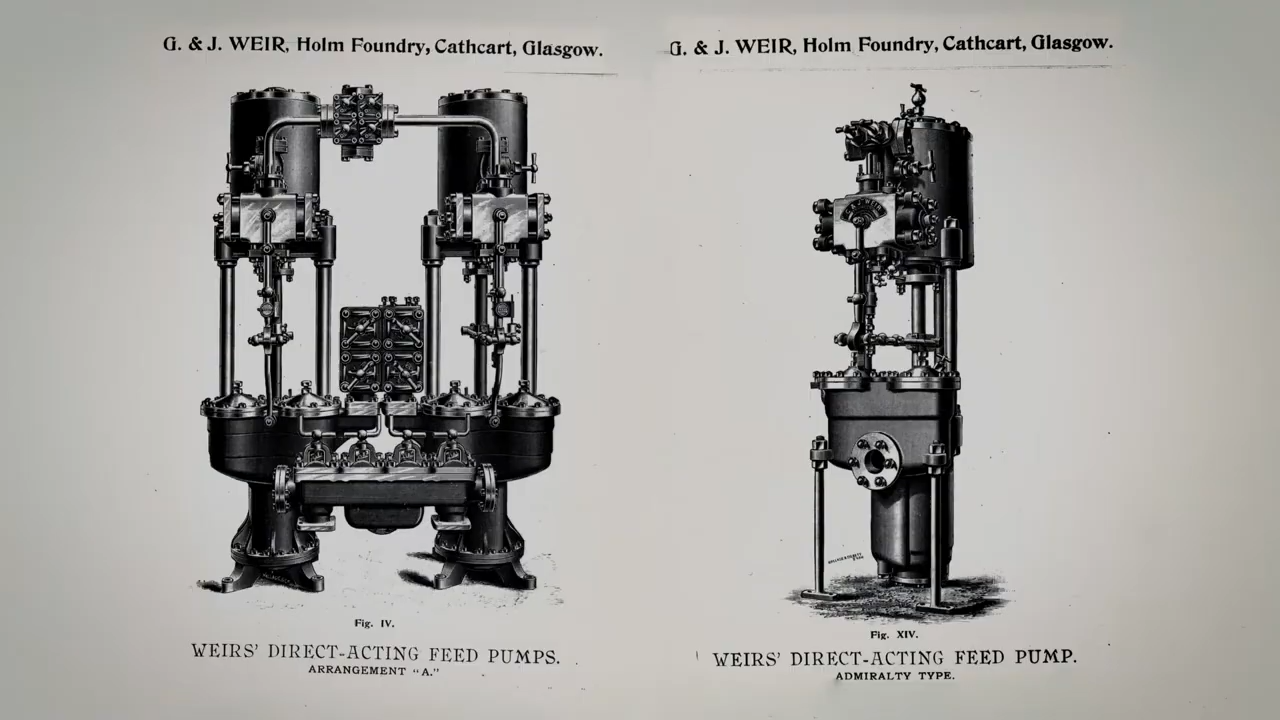 G. & J. WEIR, Holm Foundry, Cathcart, Glasgow.
Fig. IV.
WEIRS' DIRECT-ACTING FEED PUMPS.
ARRANGEMENT "A."
G. & J. WEIR, Holm Foundry, Cathcart, Glasgow.
Fig. XIV.
WEIRS' DIRECT-ACTING FEED PUMP.
ADMIRALTY TYPE.